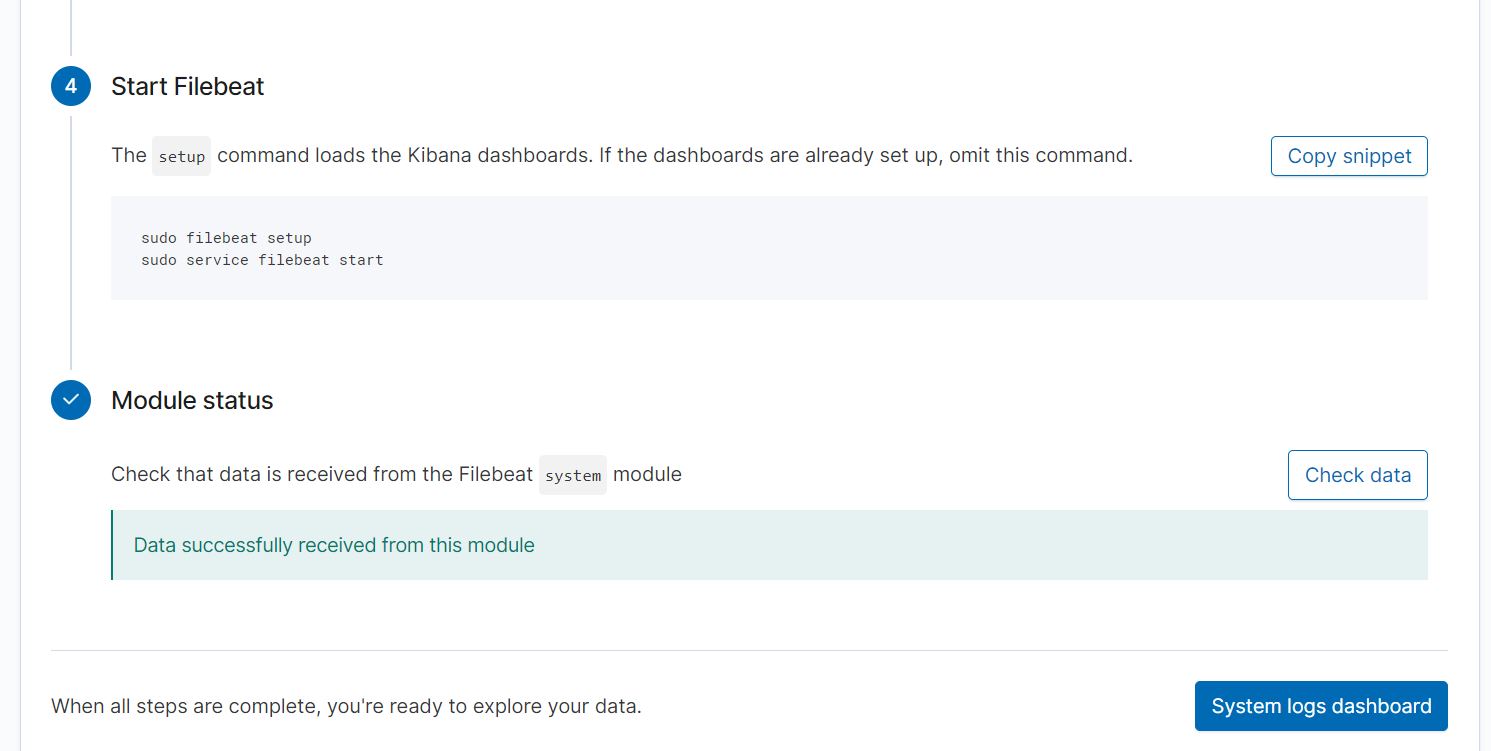 4 Start Filebeat
The setup command loads the Kibana dashboards. If the dashboards are already set up, omit this command.
Copy snippet
sudo filebeat setup
sudo service filebeat start
Module status
Check that data is received from the Filebeat system module
Check data
Data successfully received from this module
When all steps are complete, you're ready to explore your data.
System logs dashboard